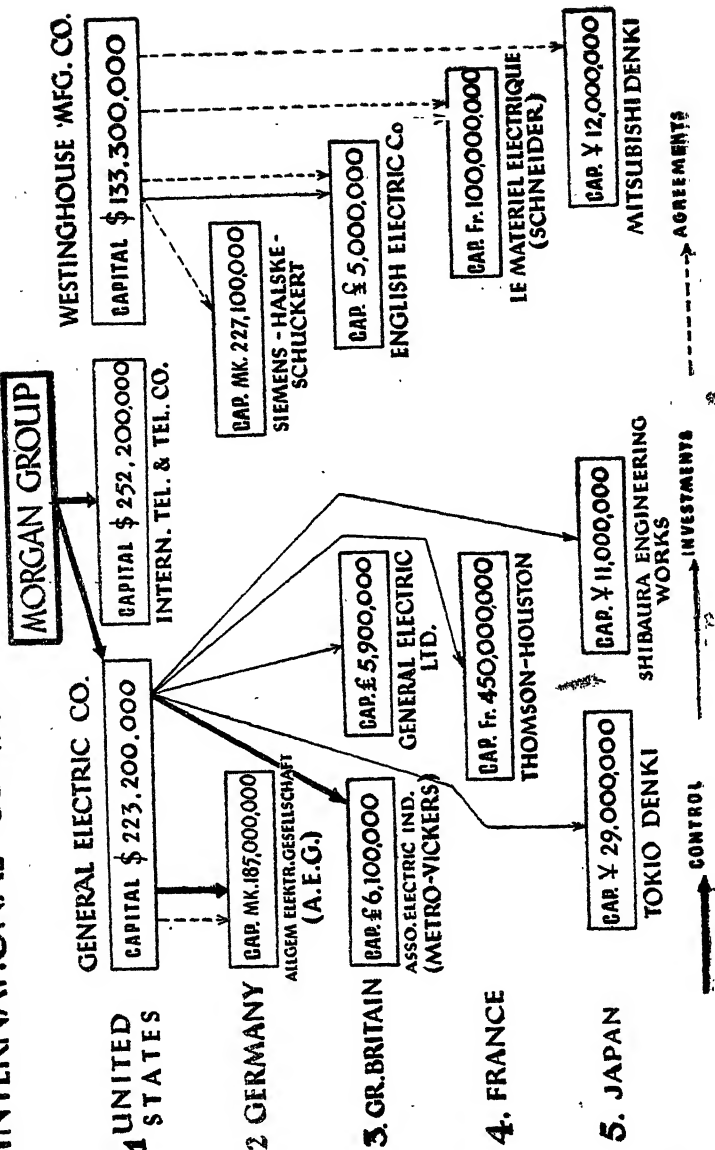 MORGAN GROUP
1 UNITED
STATES
GENERAL ELECTRIC CO.
CAPITAL $ 223,200,000
CAPITAL $ 252,200,000
INTERN. TEL. & TEL. CO.
WESTINGHOUSE MFG. CO.
CAPITAL $ 133,300,000
2 GERMANY
CAP. MK. 185,000,000
ALLGEM ELEKTR. GESELLSCHAFT
(A.E.G.)
CAP. MK. 227,100,000
SIEMENS-HALSKE-
SCHUCKERT
3. GR. BRITAIN
CAP. £ 6,100,000
ASSO. ELECTRIC IND.
(METRO-VICKERS)
CAP. £ 5,900,000
GENERAL ELECTRIC
LTD.
CAP. £ 5,000,000
ENGLISH ELECTRIC Co
4. FRANCE
CAP. Fr. 450,000,000
THOMSON-HOUSTON
CAP. Fr. 100,000,000
LE MATERIEL ELECTRIQUE
(SCHNEIDER)
5. JAPAN
CAP. ¥ 29,000,000
TOKIO DENKI
CAP. ¥ 11,000,000
SHIBAURA ENGINEERING
WORKS
CAP. ¥ 12,000,000
MITSUBISHI DENKI
CONTROL
INVESTMENTS
AGREEMENTS